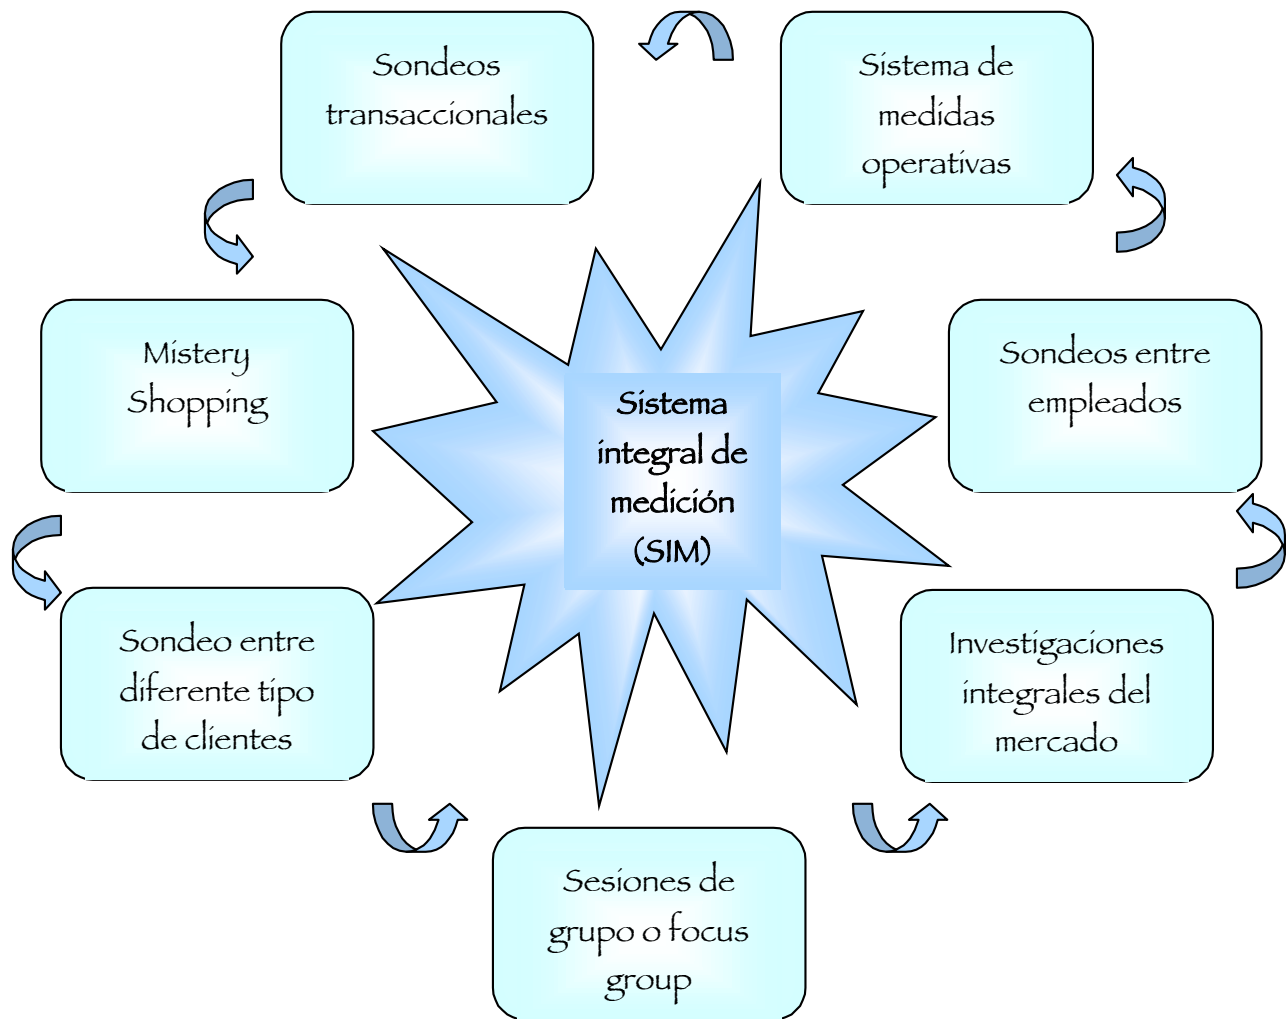 Sondeos
transaccionales
Sistema de
medidas
operativas
Mistery
Shopping
Sistema
integral de
medición
(SIM)
Sondeos entre
empleados
Sondeo entre
diferente tipo
de clientes
Investigaciones
integrales del
mercado
Sesiones de
grupo o focus
group